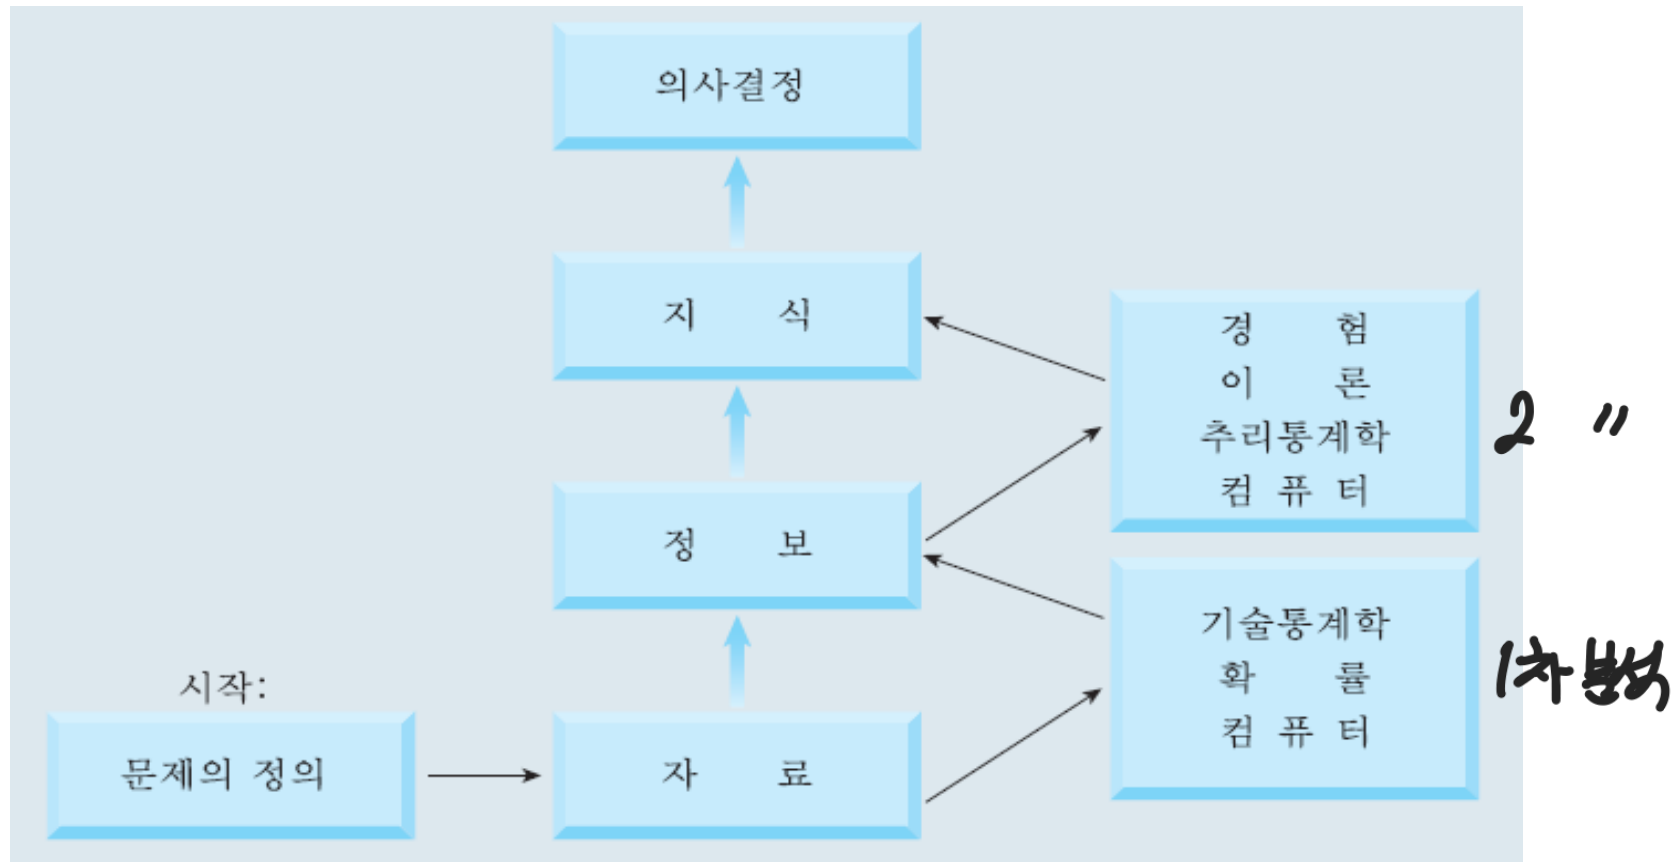 의사결정
지 식
경 험
이 론
추리통계학
컴 퓨 터
2 〃
정 보
기술통계학
확 률
컴 퓨 터
1차 분석
시작:
문제의 정의
자 료